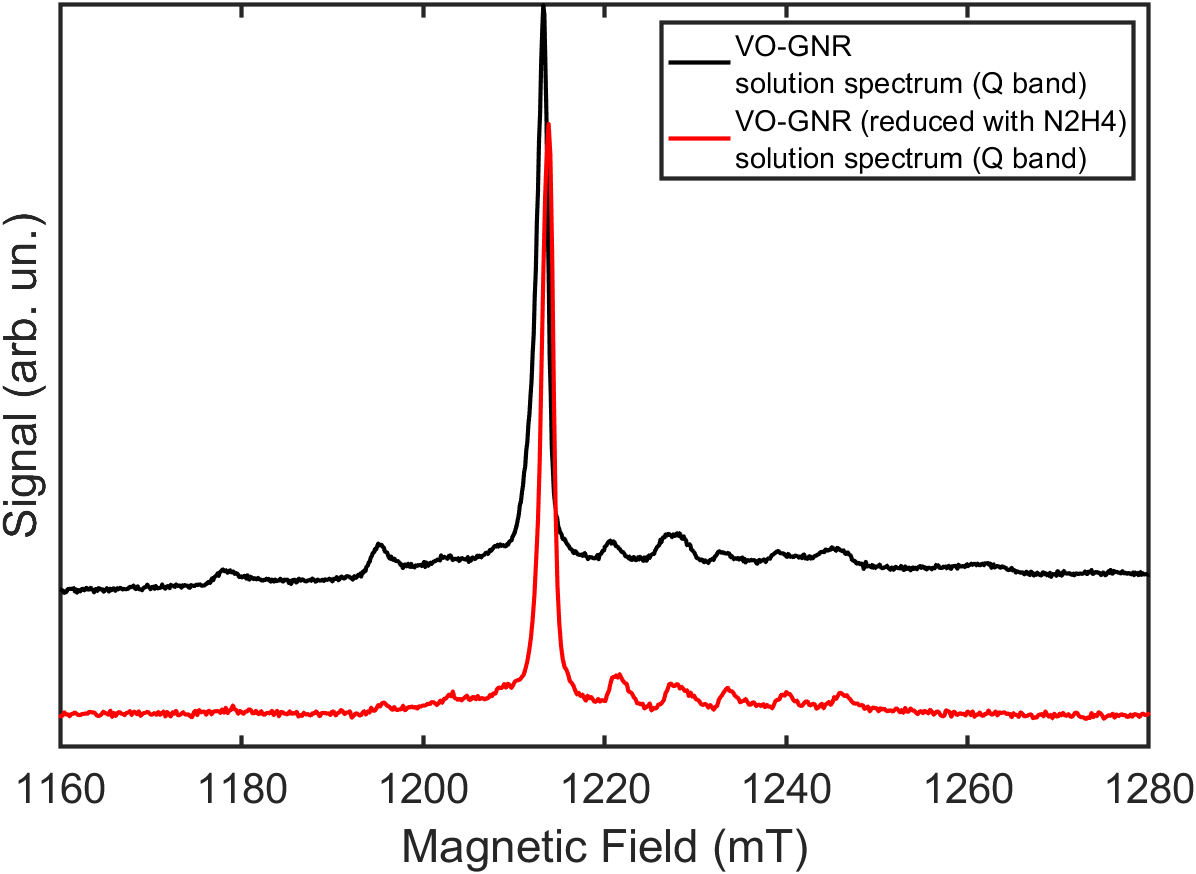 VO-GNR
solution spectrum (Q band)
VO-GNR (reduced with N2H4)
solution spectrum (Q band)
Signal (arb. un.)
1160 1180 1200 1220 1240 1260 1280
Magnetic Field (mT)